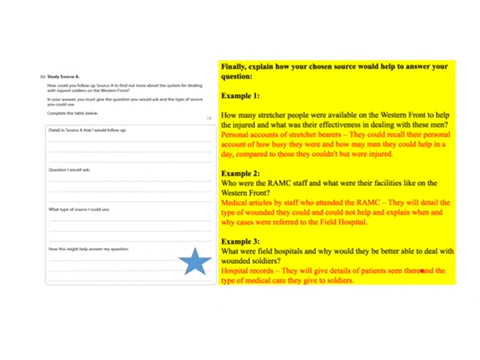 (b) Study Source A.
How could you follow up Source A to find out more about the system for dealing
with injured soldiers on the Western Front?
In your answer, you must give the question you would ask and the type of source
you could use.
Complete the table below.
Detail in Source A that I would follow up:
Question I would ask:
What type of source I could use:
How this might help answer my question:
Finally, explain how your chosen source would help to answer your
question:
Example 1:
How many stretcher people were available on the Western Front to help
the injured and what was their effectiveness in dealing with these men?
Personal accounts of stretcher bearers – They could recall their personal
account of how busy they were and how may men they could help in a
day, compared to those they couldn't but were injured.
Example 2:
Who were the RAMC staff and what were their facilities like on the
Western Front?
Medical articles by staff who attended the RAMC – They will detail the
type of wounded they could and could not help and explain when and
why cases were referred to the Field Hospital.
Example 3:
What were field hospitals and why would they be better able to deal with
wounded soldiers?
Hospital records – They will give details of patients seen there and the
type of medical care they give to soldiers.